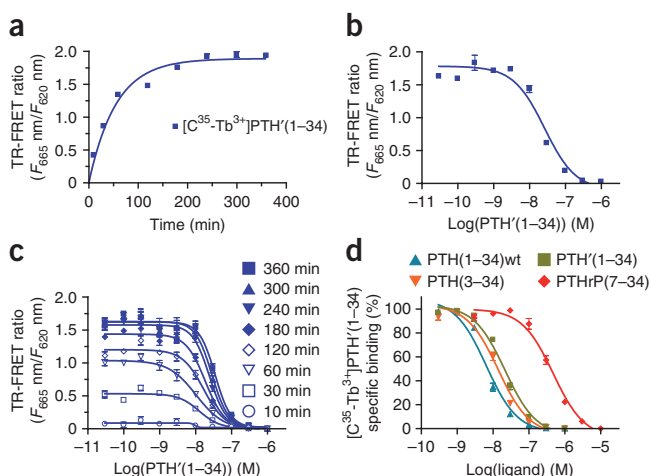 a
TR-FRET ratio
(F665 nm/F620 nm)
2.0
1.5
1.0
0.5
0
0 100 200 300 400
Time (min)
[C35-Tb3+]PTH′(1–34)
b
TR-FRET ratio
(F665 nm/F620 nm)
2.0
1.5
1.0
0.5
0
–11 –10 –9 –8 –7 –6 –5
Log(PTH′(1–34)) (M)
c
TR-FRET ratio
(F665 nm/F620 nm)
2.0
1.5
1.0
0.5
0
–11 –10 –9 –8 –7 –6 –5
Log(PTH′(1–34)) (M)
360 min
300 min
240 min
180 min
120 min
60 min
30 min
10 min
d
PTH(1–34)wt
PTH′(1–34)
PTH(3–34)
PTHrP(7–34)
[C35-Tb3+]PTH′(1–34)
specific binding (%)
100
80
60
40
20
0
–10 –9 –8 –7 –6 –5
Log(ligand) (M)